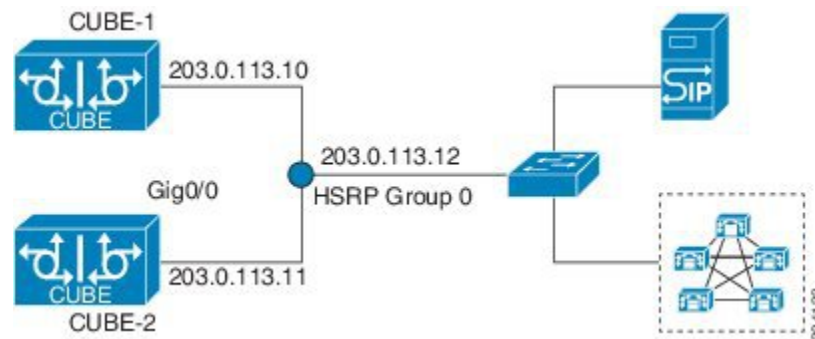 CUBE-1
203.0.113.10
CUBE
SIP
203.0.113.12
Gig0/0
HSRP Group 0
203.0.113.11
CUBE
CUBE-2